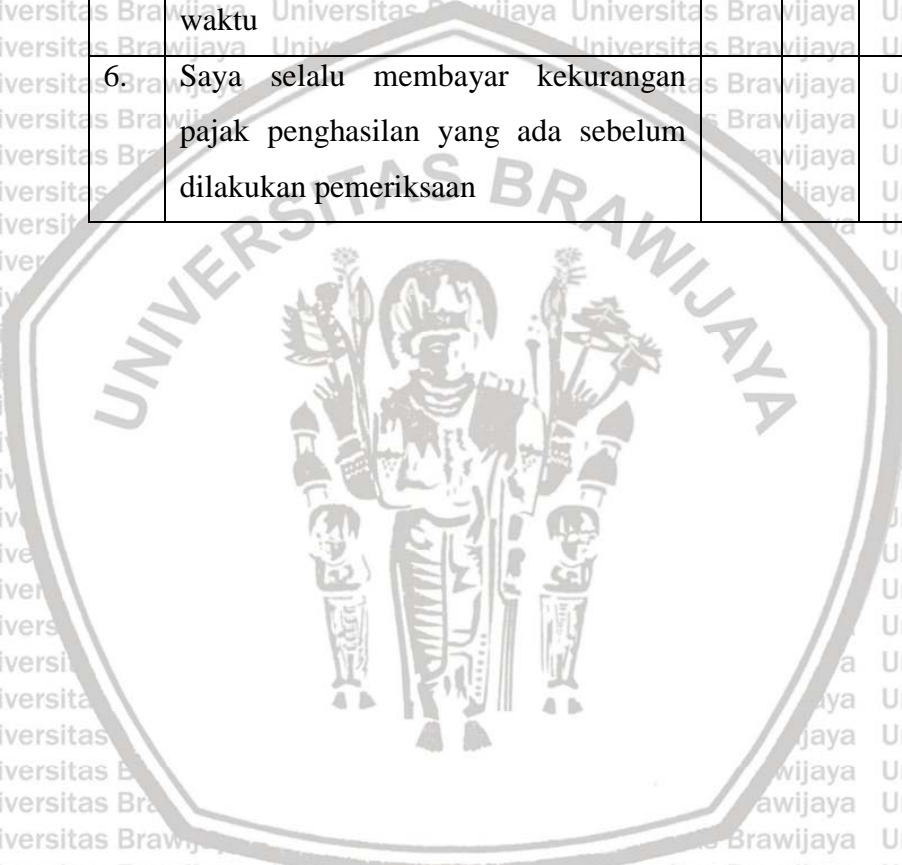 waktu
6. Saya selalu membayar kekurangan
pajak penghasilan yang ada sebelum
dilakukan pemeriksaan
UNIVERSITAS BRAWIJAYA